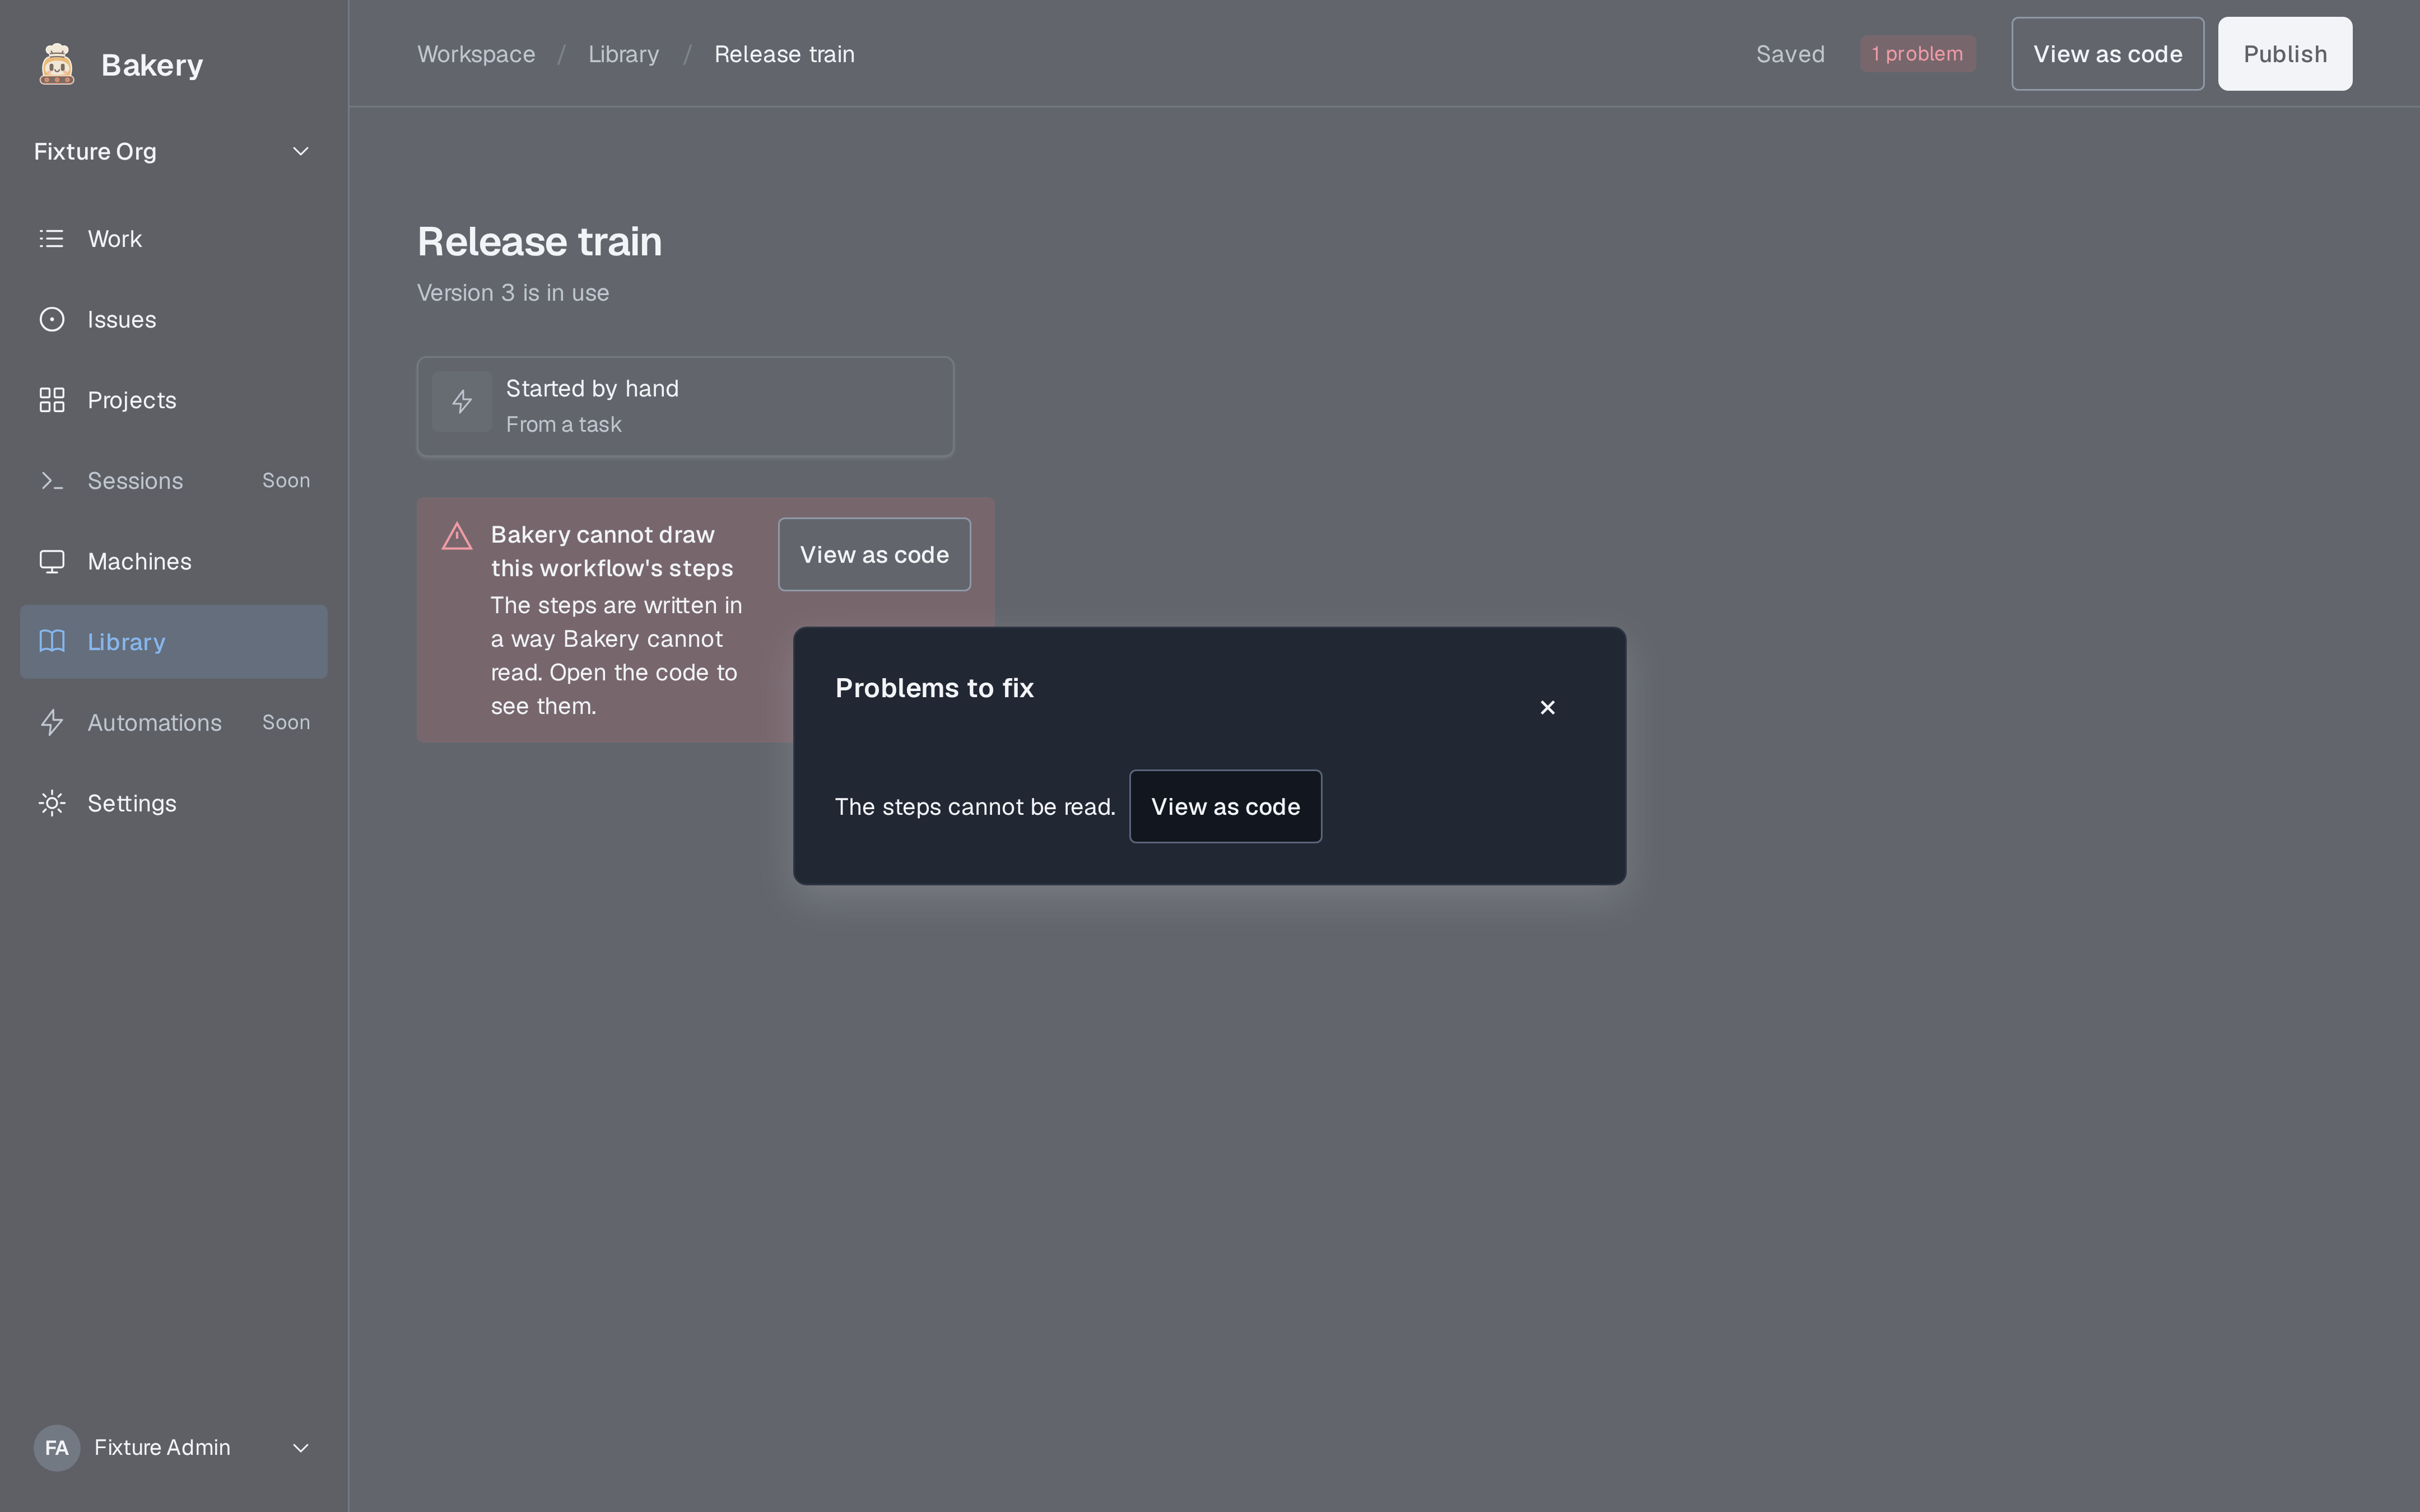 Bakery
Fixture Org
Work
Issues
Projects
Sessions Soon
Machines
Library
Automations Soon
Settings
FA Fixture Admin
Workspace / Library / Release train
Saved 1 problem View as code Publish
Release train
Version 3 is in use
Started by hand
From a task
Bakery cannot draw
this workflow's steps
The steps are written in
a way Bakery cannot
read. Open the code to
see them.
View as code
Problems to fix
The steps cannot be read. View as code